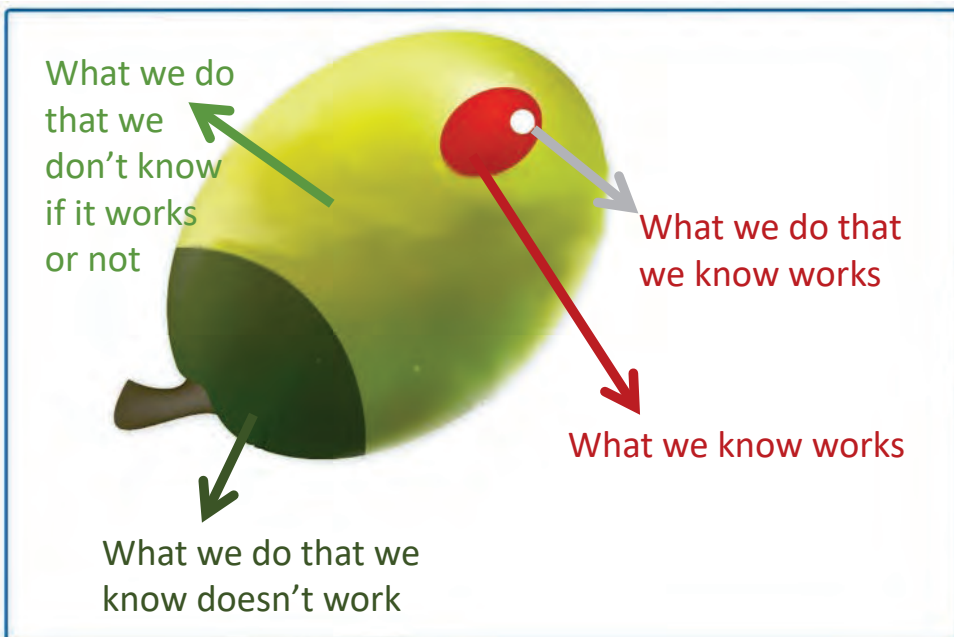 What we do
that we
don’t know
if it works
or not
What we do that
we know works
What we know works
What we do that we
know doesn’t work